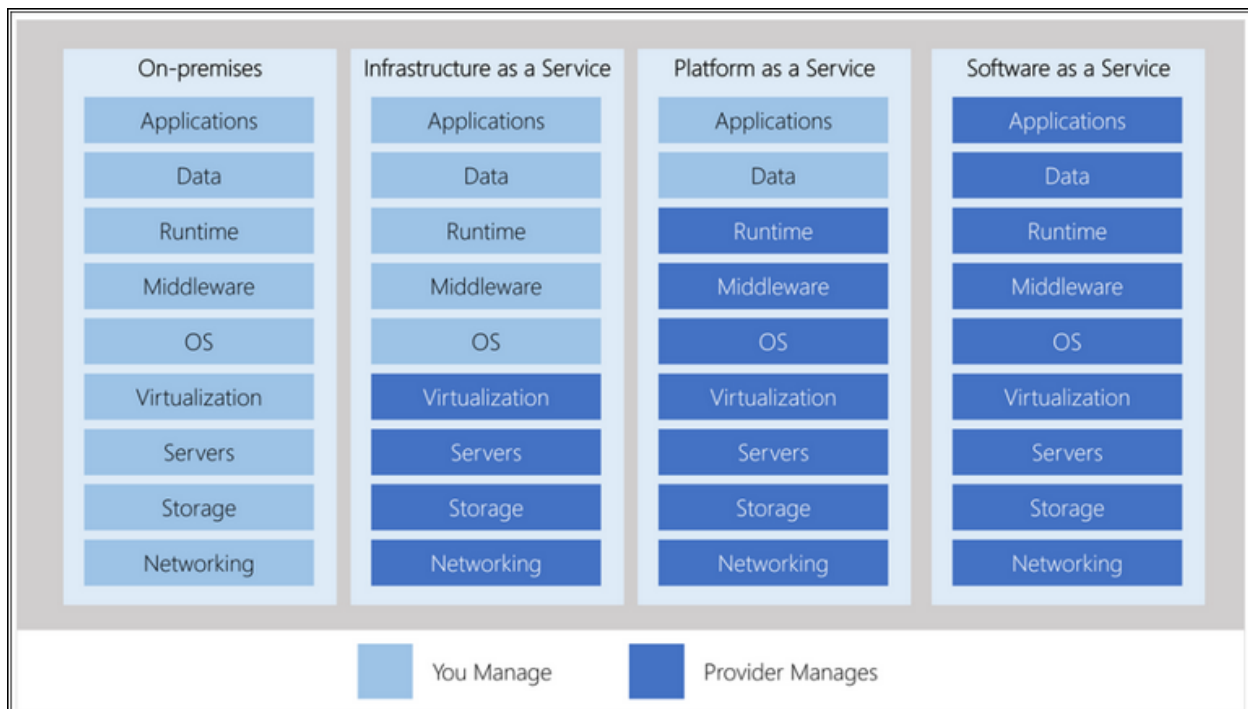 On-premises
Applications
Data
Runtime
Middleware
OS
Virtualization
Servers
Storage
Networking
Infrastructure as a Service
Applications
Data
Runtime
Middleware
OS
Virtualization
Servers
Storage
Networking
Platform as a Service
Applications
Data
Runtime
Middleware
OS
Virtualization
Servers
Storage
Networking
Software as a Service
Applications
Data
Runtime
Middleware
OS
Virtualization
Servers
Storage
Networking
You Manage
Provider Manages